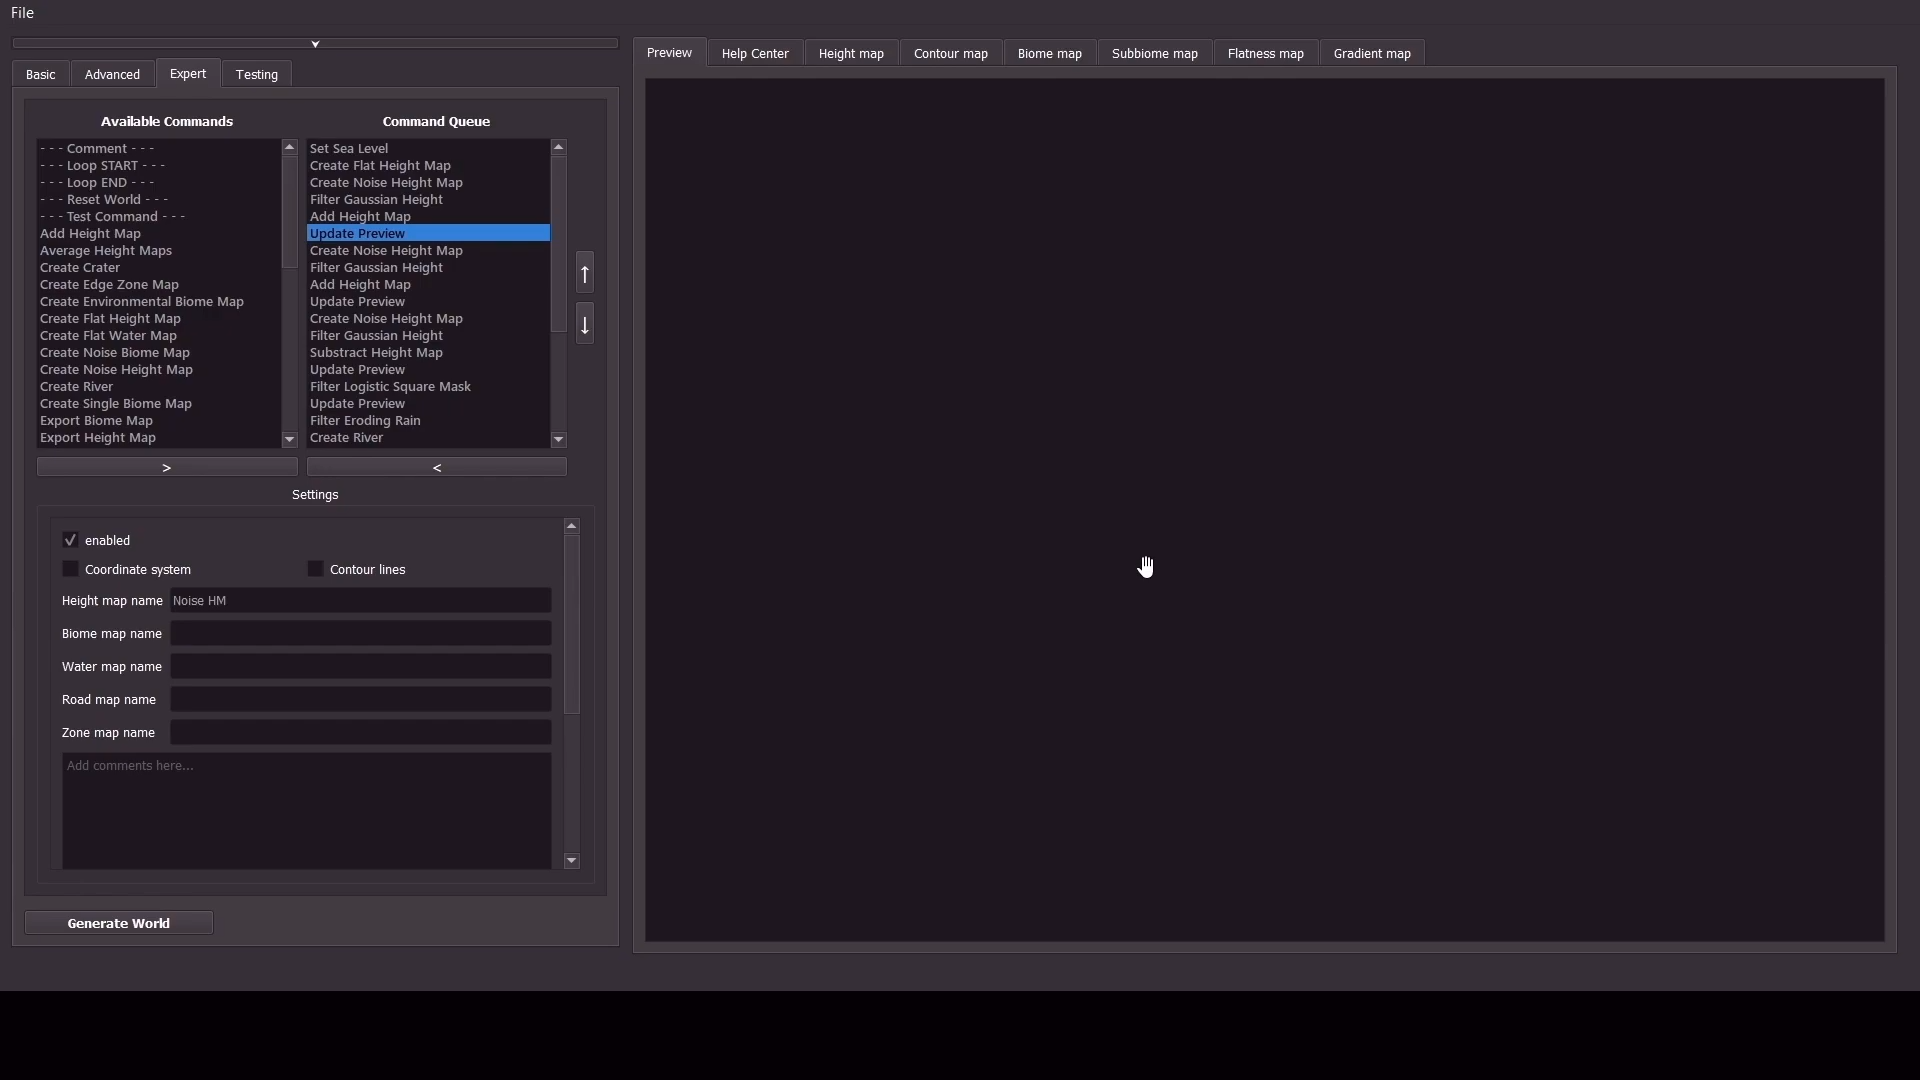 File
Basic
Advanced
Expert
Testing
Available Commands
- - - Comment - - -
- - - Loop START - - -
- - - Loop END - - -
- - - Reset World - - -
- - - Test Command - - -
Add Height Map
Average Height Maps
Create Crater
Create Edge Zone Map
Create Environmental Biome Map
Create Flat Height Map
Create Flat Water Map
Create Noise Biome Map
Create Noise Height Map
Create River
Create Single Biome Map
Export Biome Map
Export Height Map
>
Command Queue
Set Sea Level
Create Flat Height Map
Create Noise Height Map
Filter Gaussian Height
Add Height Map
Update Preview
Create Noise Height Map
Filter Gaussian Height
Add Height Map
Update Preview
Create Noise Height Map
Filter Gaussian Height
Substract Height Map
Update Preview
Filter Logistic Square Mask
Update Preview
Filter Eroding Rain
Create River
<
↑
↓
Settings
enabled
Coordinate system
Contour lines
Height map name Noise HM
Biome map name
Water map name
Road map name
Zone map name
Add comments here...
Generate World
Preview
Help Center
Height map
Contour map
Biome map
Subbiome map
Flatness map
Gradient map